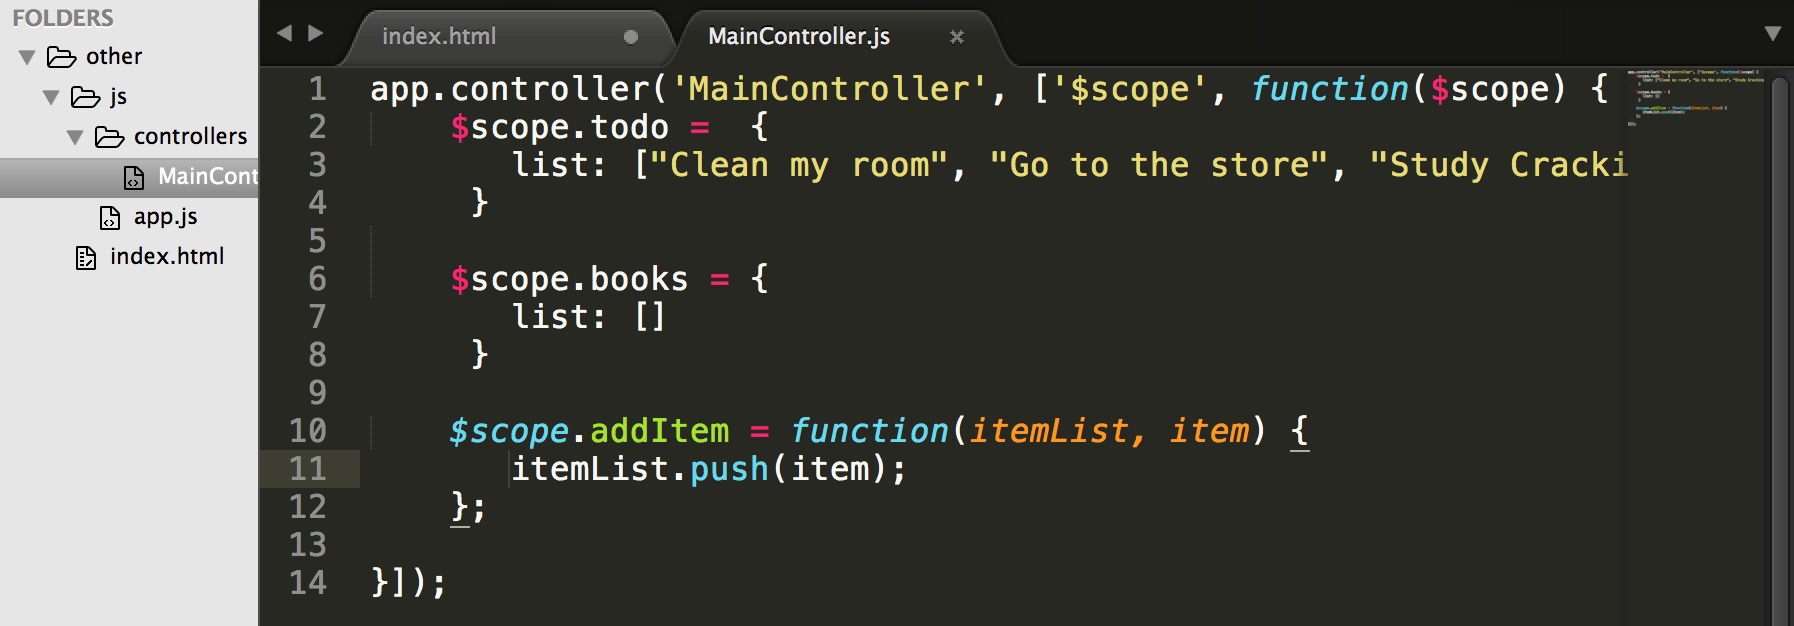 FOLDERS
other
js
controllers
MainCont
app.js
index.html
index.html
MainController.js
1 app.controller('MainController', ['$scope', function($scope) {
2 $scope.todo = {
3 list: ["Clean my room", "Go to the store", "Study Cracki
4 }
5
6 $scope.books = {
7 list: []
8 }
9
10 $scope.addItem = function(itemList, item) {
11 itemList.push(item);
12 };
13
14 }]);